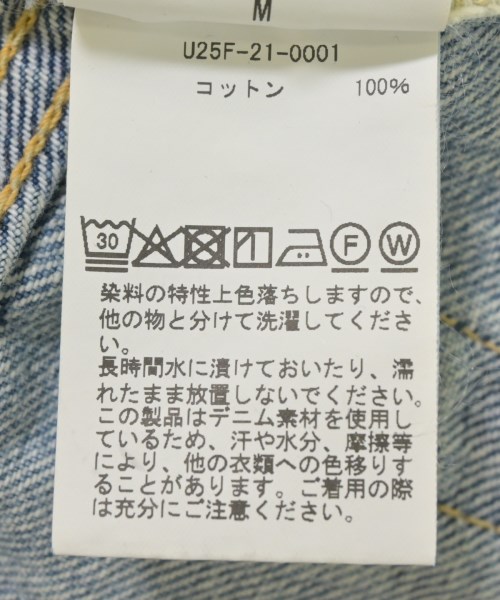 M
U25F-21-0001
コットン 100%
30 F W
染料の特性上色落ちしますので、
他の物と分けて洗濯してくださ
い。
長時間水に漬けておいたり、濡
れたまま放置しないでください。
この製品はデニム素材を使用し
ているため、汗や水分、摩擦等
により、他の衣類への色移りす
ることがあります。ご着用の際
は充分にご注意ください。